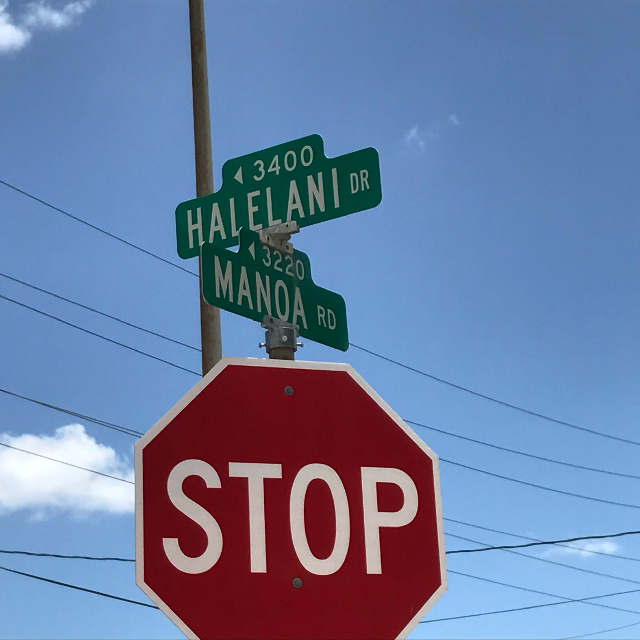 3400
HALELANI DR
3220
MANOA RD
STOP